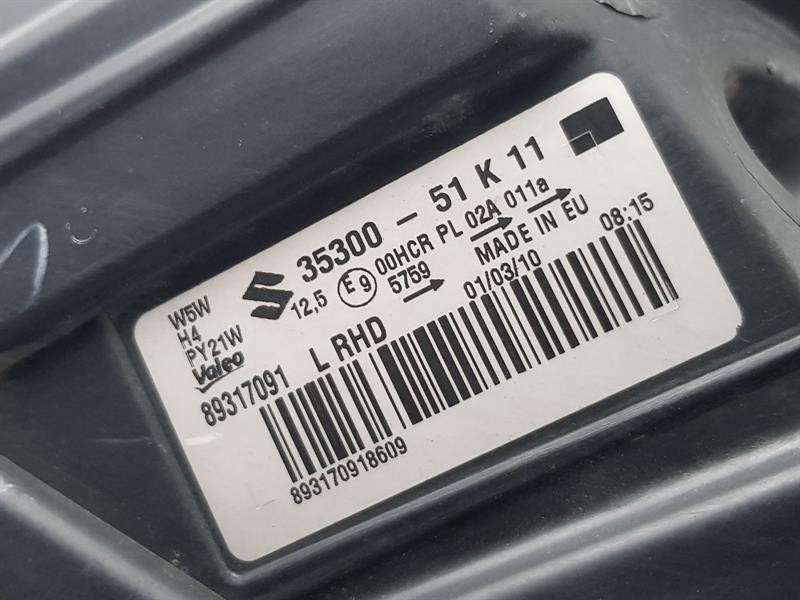 35300 - 51 K 11
12,5 E9 00HCR PL 02A 011a
5759
MADE IN EU
01/03/10 08:15
W5W
H4
PY21W
Valeo
89317091 L RHD
893170918609